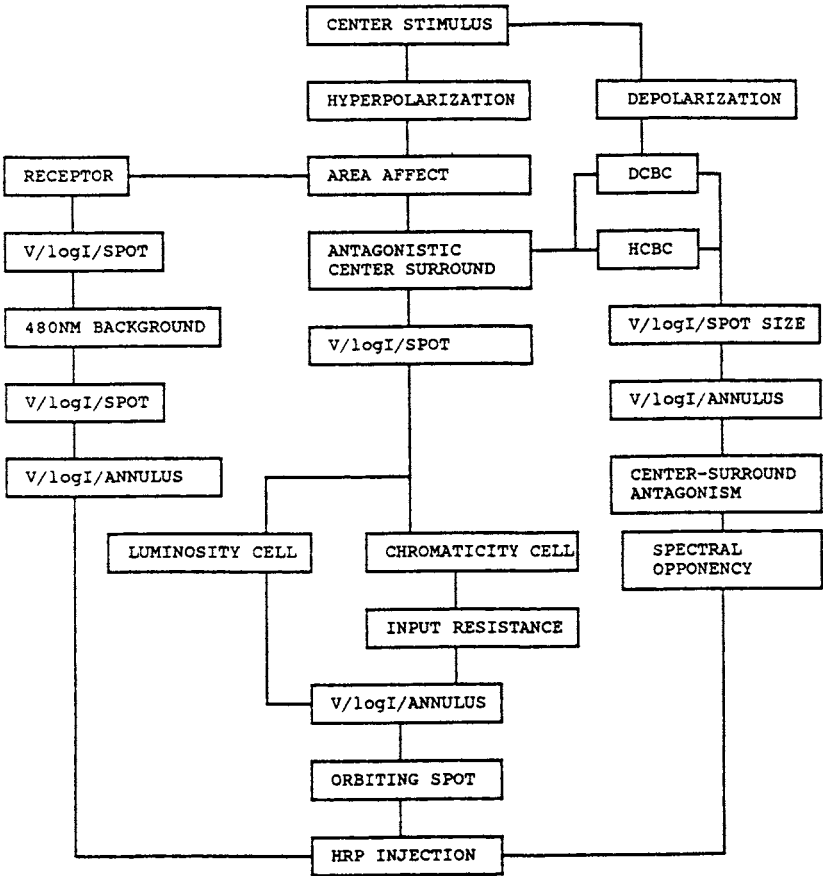 CENTER STIMULUS
HYPERPOLARIZATION
DEPOLARIZATION
RECEPTOR
AREA AFFECT
DCBC
V/logI/SPOT
ANTAGONISTIC
CENTER SURROUND
HCBC
480NM BACKGROUND
V/logI/SPOT
V/logI/SPOT SIZE
V/logI/SPOT
V/logI/ANNULUS
V/logI/ANNULUS
CENTER-SURROUND
ANTAGONISM
LUMINOSITY CELL
CHROMATICITY CELL
SPECTRAL
OPPONENCY
INPUT RESISTANCE
V/logI/ANNULUS
ORBITING SPOT
HRP INJECTION